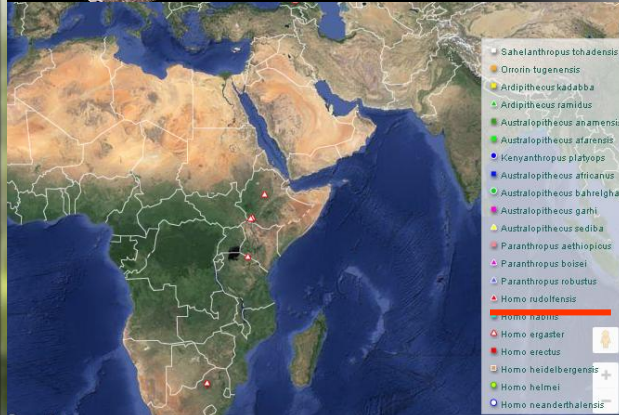 Sahelanthropus tchadensis
Orrorin tugenensis
Ardipithecus kadabba
Ardipithecus ramidus
Australopithecus anamensis
Australopithecus afarensis
Kenyanthropus platyops
Australopithecus africanus
Australopithecus bahrelgha
Australopithecus garhi
Australopithecus sediba
Paranthropus aethiopicus
Paranthropus boisei
Paranthropus robustus
Homo rudolfensis
Homo habilis
Homo ergaster
Homo erectus
Homo heidelbergensis
Homo helmei
Homo neanderthalensis